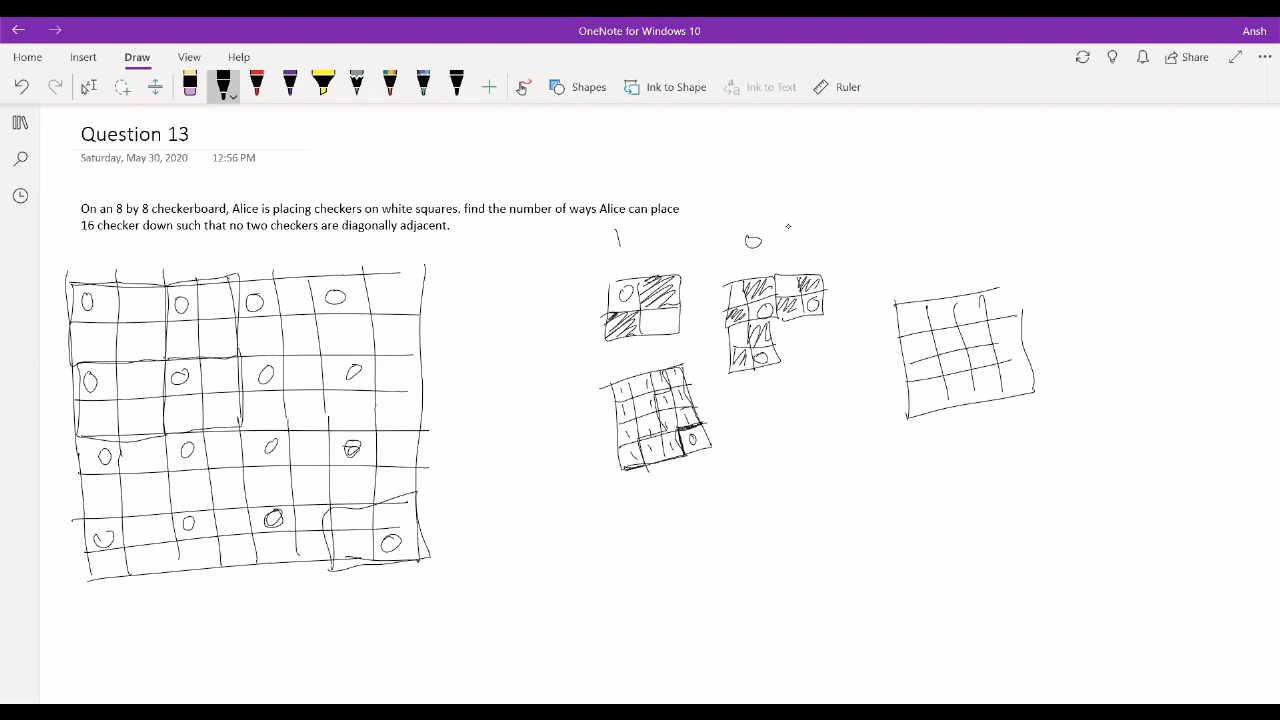 OneNote for Windows 10
Ansh
Home Insert Draw View Help
Share
Shapes Ink to Shape Ink to Text Ruler
Question 13
Saturday, May 30, 2020 12:56 PM
On an 8 by 8 checkerboard, Alice is placing checkers on white squares. find the number of ways Alice can place
16 checker down such that no two checkers are diagonally adjacent.
1 0